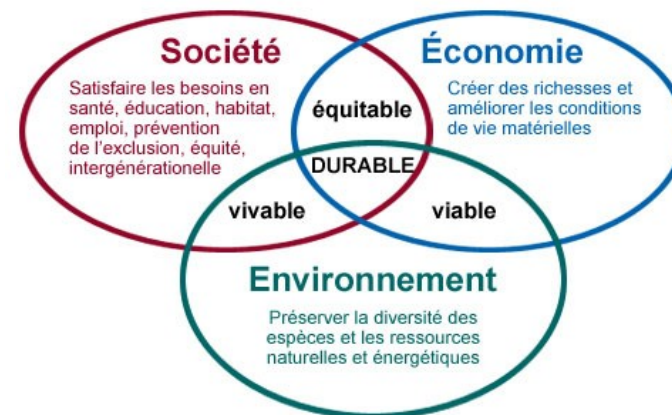 Société
Satisfaire les besoins en
santé, éducation, habitat,
emploi, prévention
de l'exclusion, équité,
intergénérationelle
Économie
Créer des richesses et
améliorer les conditions
de vie matérielles
équitable
DURABLE
vivable
viable
Environnement
Préserver la diversité des
espèces et les ressources
naturelles et énergétiques